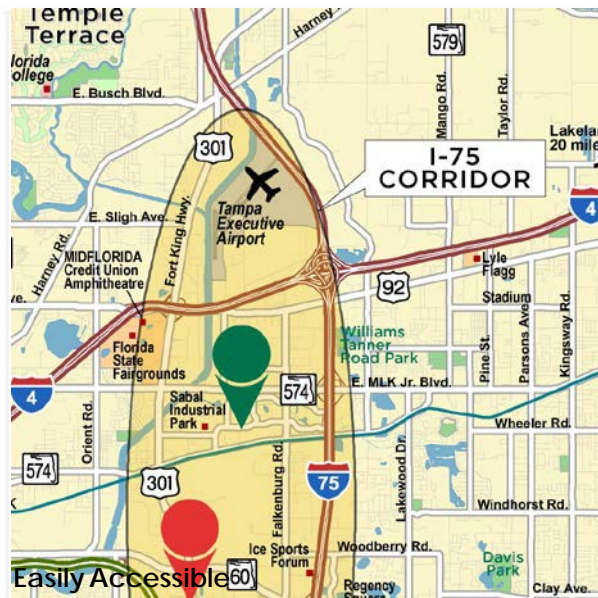 Temple
Terrace
lorida
ollege
E. Busch Blvd.
Harney
579
Mango Rd.
Taylor Rd.
301
I-75
CORRIDOR
Lakelan
20 mile
4
E. Sligh Ave.
Tampa
Executive
Airport
Harney Rd.
Fort King Hwy.
MIDFLORIDA
Credit Union
Amphitheatre
ve.
92
Lyle
Flagg
Stadium
Florida
State
Fairgrounds
Williams
Tanner
Road Park
Pine St.
Parsons Ave.
Kingsway Rd.
4
574
E. MLK Jr. Blvd.
Sabal
Industrial
Park
Orient Rd.
Wheeler Rd.
574
301
Falkenburg Rd.
75
Lakewood Dr.
Windhorst Rd.
Ice Sports
Forum
Woodberry Rd.
Davis
Park
Easily Accessible
60
Regency
Clay Ave.